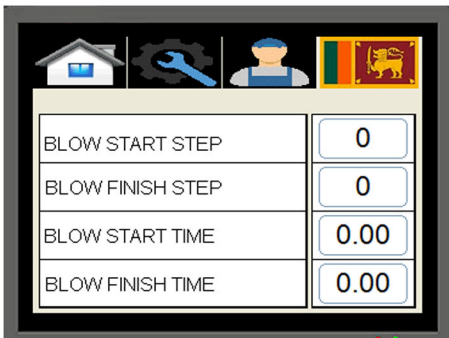 BLOW START STEP 0
BLOW FINISH STEP 0
BLOW START TIME 0.00
BLOW FINISH TIME 0.00